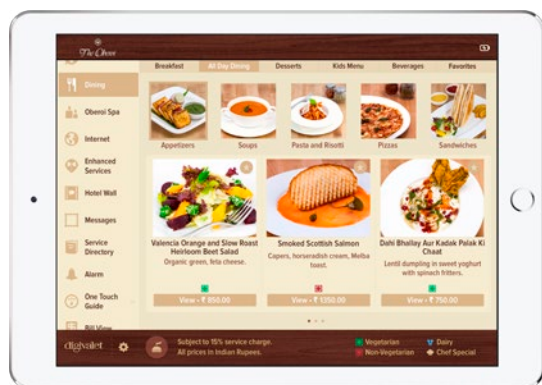 The Oberoi
Breakfast
All Day Dining
Desserts
Kids Menu
Beverages
Favorites
Dining
Oberoi Spa
Internet
Enhanced
Services
Hotel Wall
Messages
Service
Directory
Alarm
One Touch
Guide
Bill View
Appetizers
Soups
Pasta and Risotti
Pizzas
Sandwiches
Valencia Orange and Slow Roast
Heirloom Beet Salad
Organic green, feta cheese.
View • ₹ 850.00
Smoked Scottish Salmon
Capers, horseradish cream, Melba
toast.
View • ₹ 1350.00
Dahi Bhallay Aur Kadak Palak Ki
Chaat
Lentil dumpling in sweet yoghurt
with spinach fritters.
View • ₹ 750.00
digivalet
Subject to 15% service charge.
All prices in Indian Rupees.
Vegetarian
Dairy
Non-Vegetarian
Chef Special